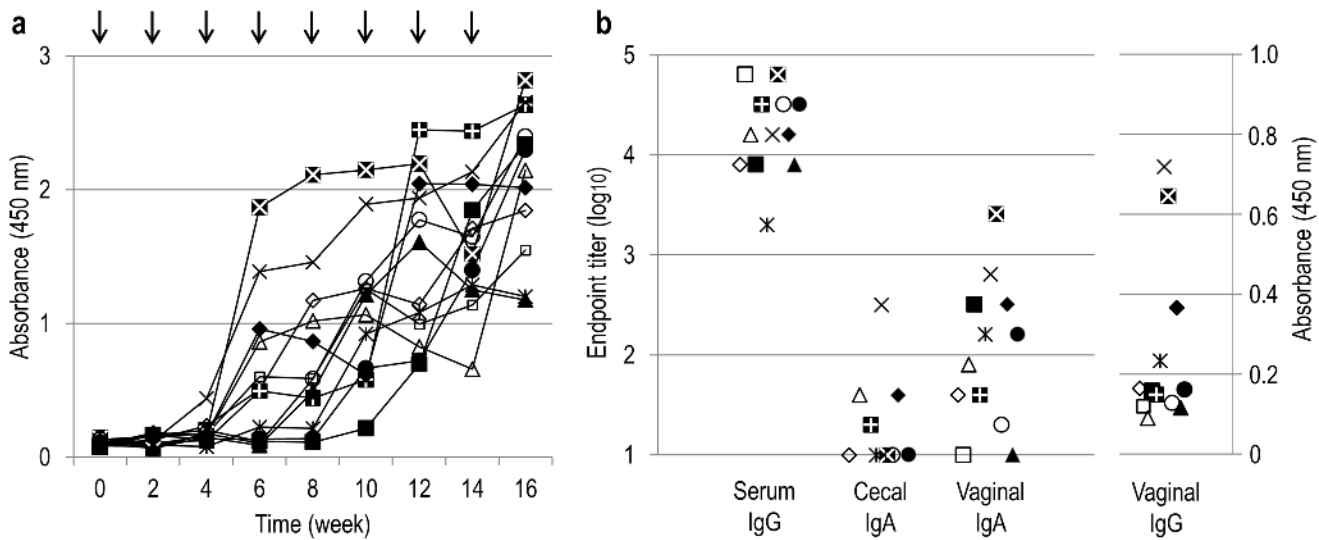 a
b
3
2
1
0
Absorbance (450 nm)
0 2 4 6 8 10 12 14 16
Time (week)
5
4
3
2
1
Endpoint titer (log10)
Serum
IgG
Cecal
IgA
Vaginal
IgA
Vaginal
IgG
1.0
0.8
0.6
0.4
0.2
0
Absorbance (450 nm)